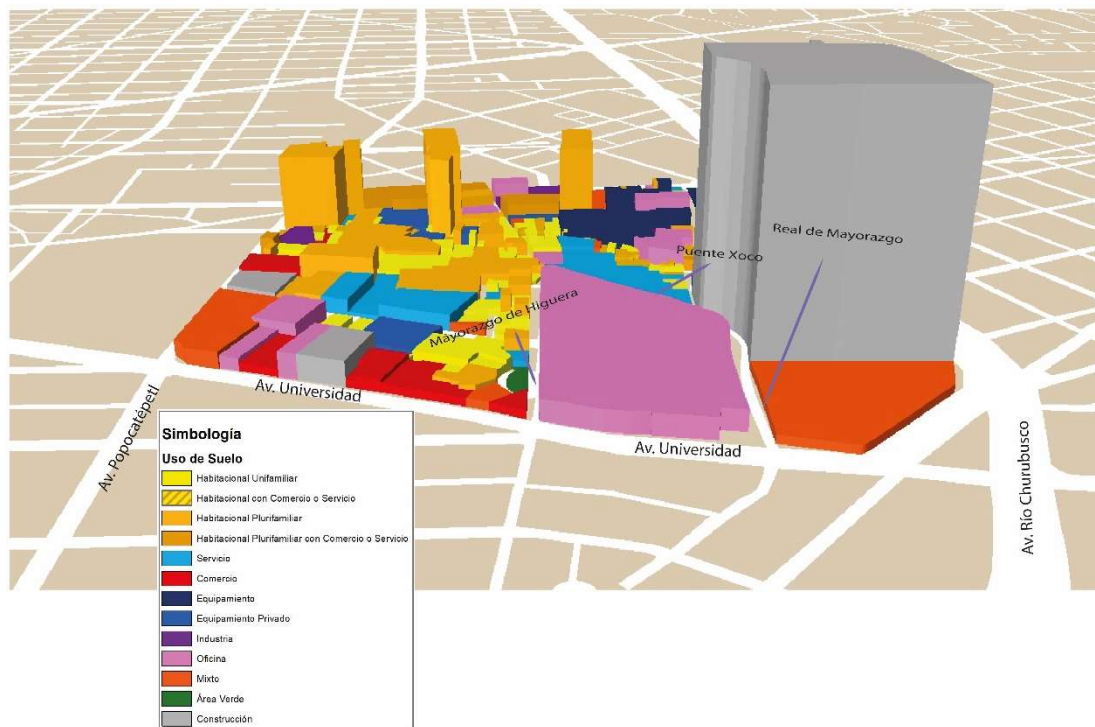 Real de Mayorazgo
Puente Xoco
Mayorazgo de Higuera
Av. Universidad
Av. Universidad
Av. Popocatépetl
Av. Río Churubusco
Simbología
Uso de Suelo
Habitacional Unifamiliar
Habitacional con Comercio o Servicio
Habitacional Plurifamiliar
Habitacional Plurifamiliar con Comercio o Servicio
Servicio
Comercio
Equipamiento
Equipamiento Privado
Industria
Oficina
Mixto
Área Verde
Construcción